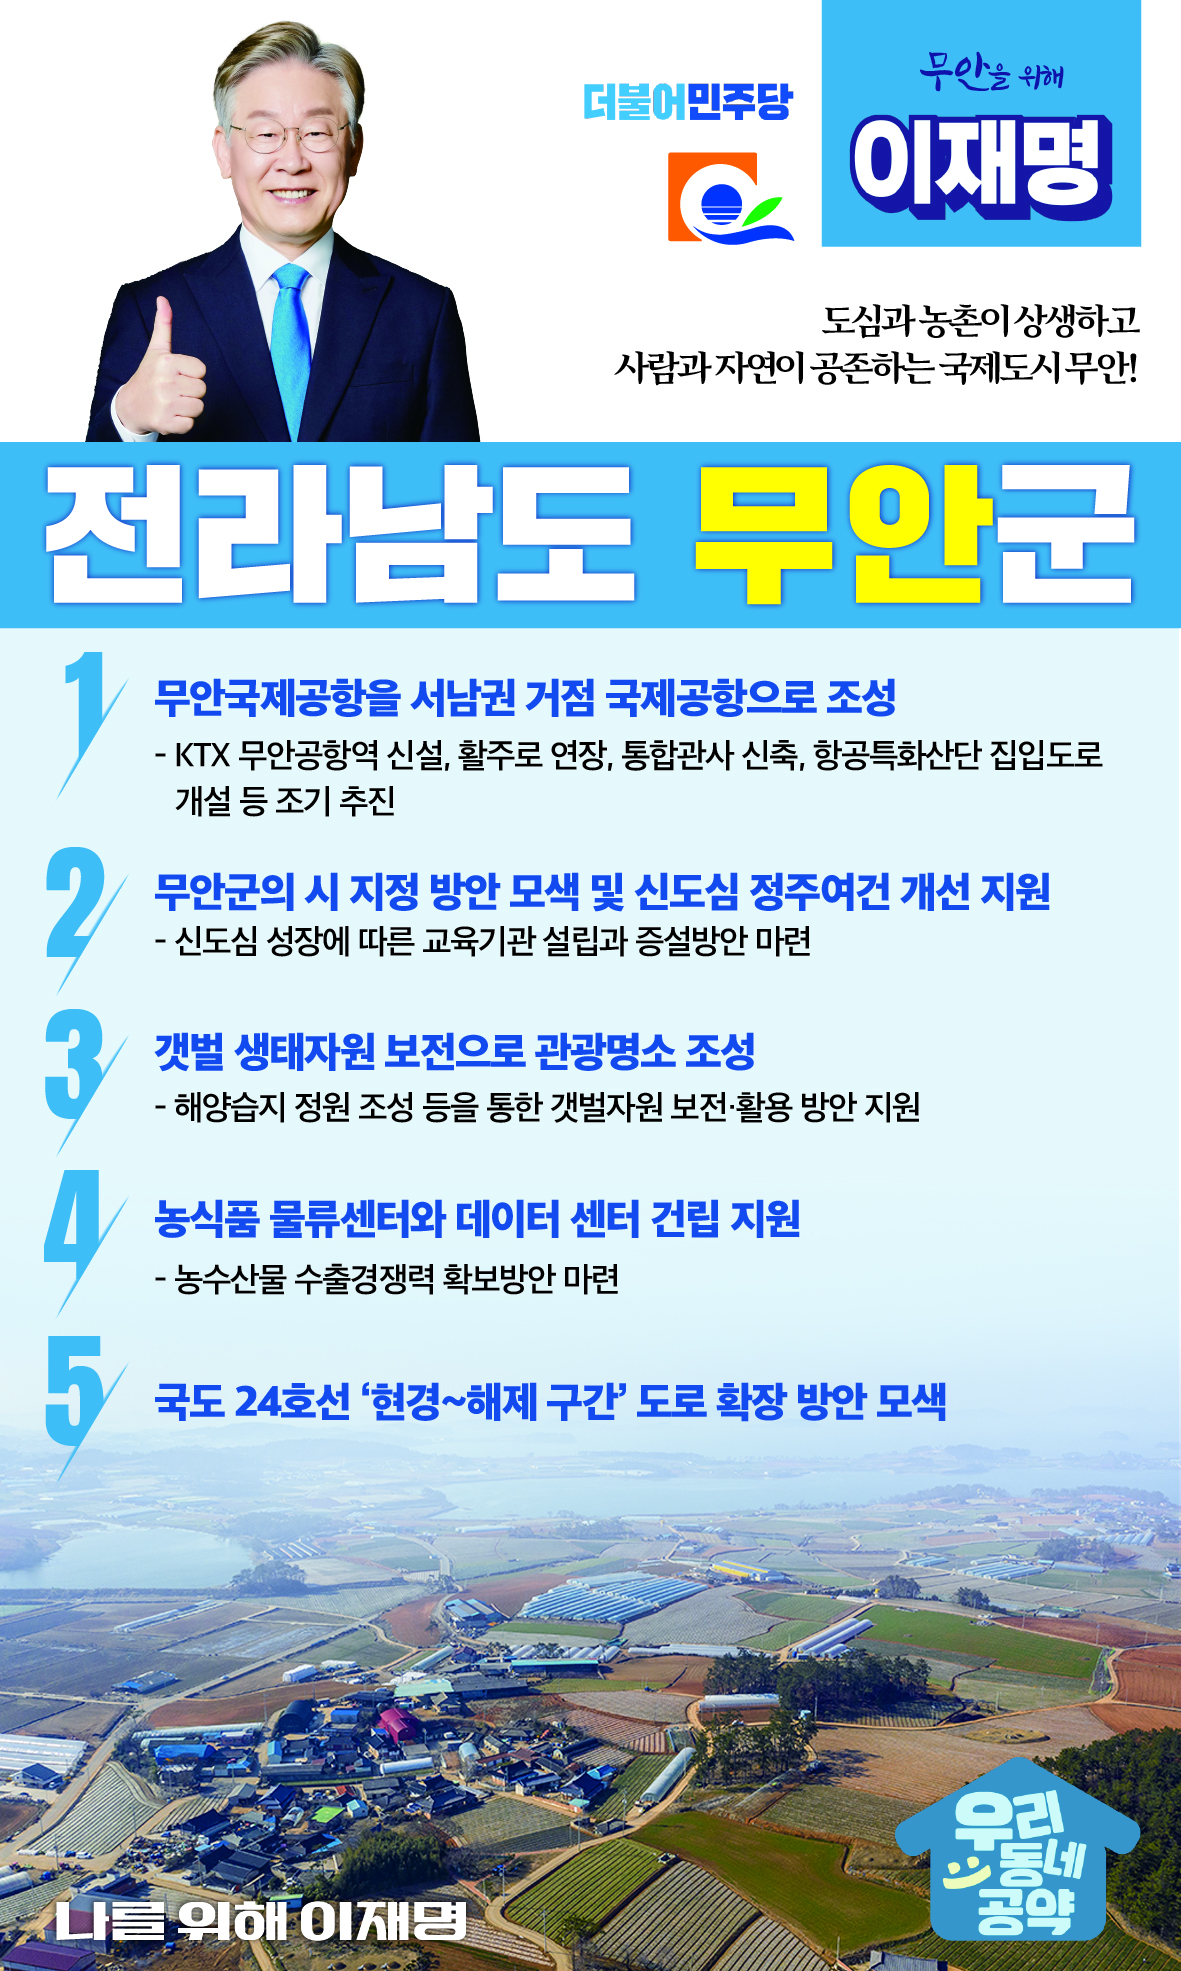 더불어민주당
무안을 위해
이재명
도심과 농촌이 상생하고
사람과 자연이 공존하는 국제도시 무안!
전라남도 무안군
1
무안국제공항을 서남권 거점 국제공항으로 조성
- KTX 무안공항역 신설, 활주로 연장, 통합관사 신축, 항공특화산단 집입도로
개설 등 조기 추진
2
무안군의 시 지정 방안 모색 및 신도심 정주여건 개선 지원
- 신도심 성장에 따른 교육기관 설립과 증설방안 마련
3
갯벌 생태자원 보전으로 관광명소 조성
- 해양습지 정원 조성 등을 통한 갯벌자원 보전·활용 방안 지원
4
농식품 물류센터와 데이터 센터 건립 지원
- 농수산물 수출경쟁력 확보방안 마련
5
국도 24호선 ‘현경~해제 구간’ 도로 확장 방안 모색
우리
동네
공약
나를 위해 이재명